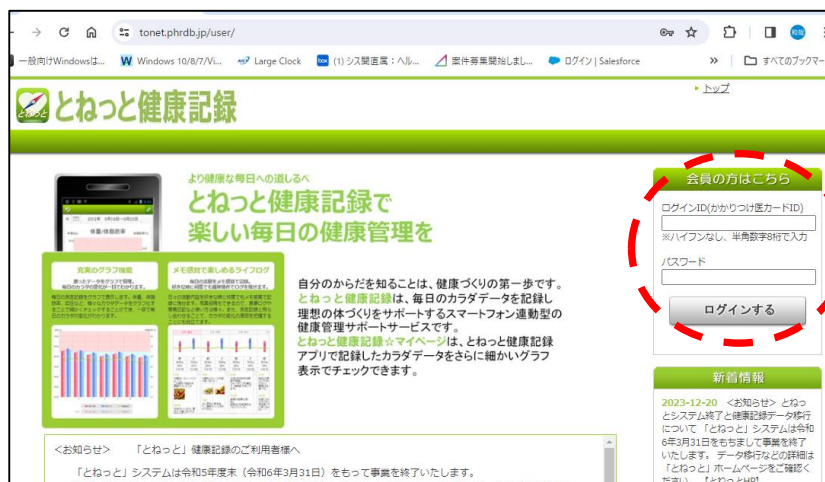 tonet.phrdb.jp/user/
一般向けWindowsは...
Windows 10/8/7/Vi...
Large Clock
(1) シス関直属：ヘル...
案件募集開始しまし...
ログイン | Salesforce
すべてのブックマー
とねっと
とねっと健康記録
トップ
より健康な毎日への道しるべ
とねっと健康記録で
楽しい毎日の健康管理を
体重/体脂肪率
充実のグラフ機能
メモ感覚で楽しめるライフログ
自分のからだを知ることは、健康づくりの第一歩です。
とねっと健康記録は、毎日のカラダデータを記録し
理想の体づくりをサポートするスマートフォン連動型の
健康管理サポートサービスです。
とねっと健康記録☆マイページは、とねっと健康記録
アプリで記録したカラダデータをさらに細かいグラフ
表示でチェックできます。
会員の方はこちら
ログインID(かかりつけ医カードID)
※ハイフンなし、半角数字8桁で入力
パスワード
ログインする
新着情報
2023-12-20 <お知らせ> とねっ
とシステム終了と健康記録データ移行
について 「とねっと」システムは令和
6年3月31日をもちまして事業を終了
いたします。 データ移行などの詳細は
「とねっと」ホームページをご確認く
ださい。 【とねっとHP】
<お知らせ> 「とねっと」健康記録のご利用者様へ
「とねっと」システムは令和5年度末（令和6年3月31日）をもって事業を終了いたします。